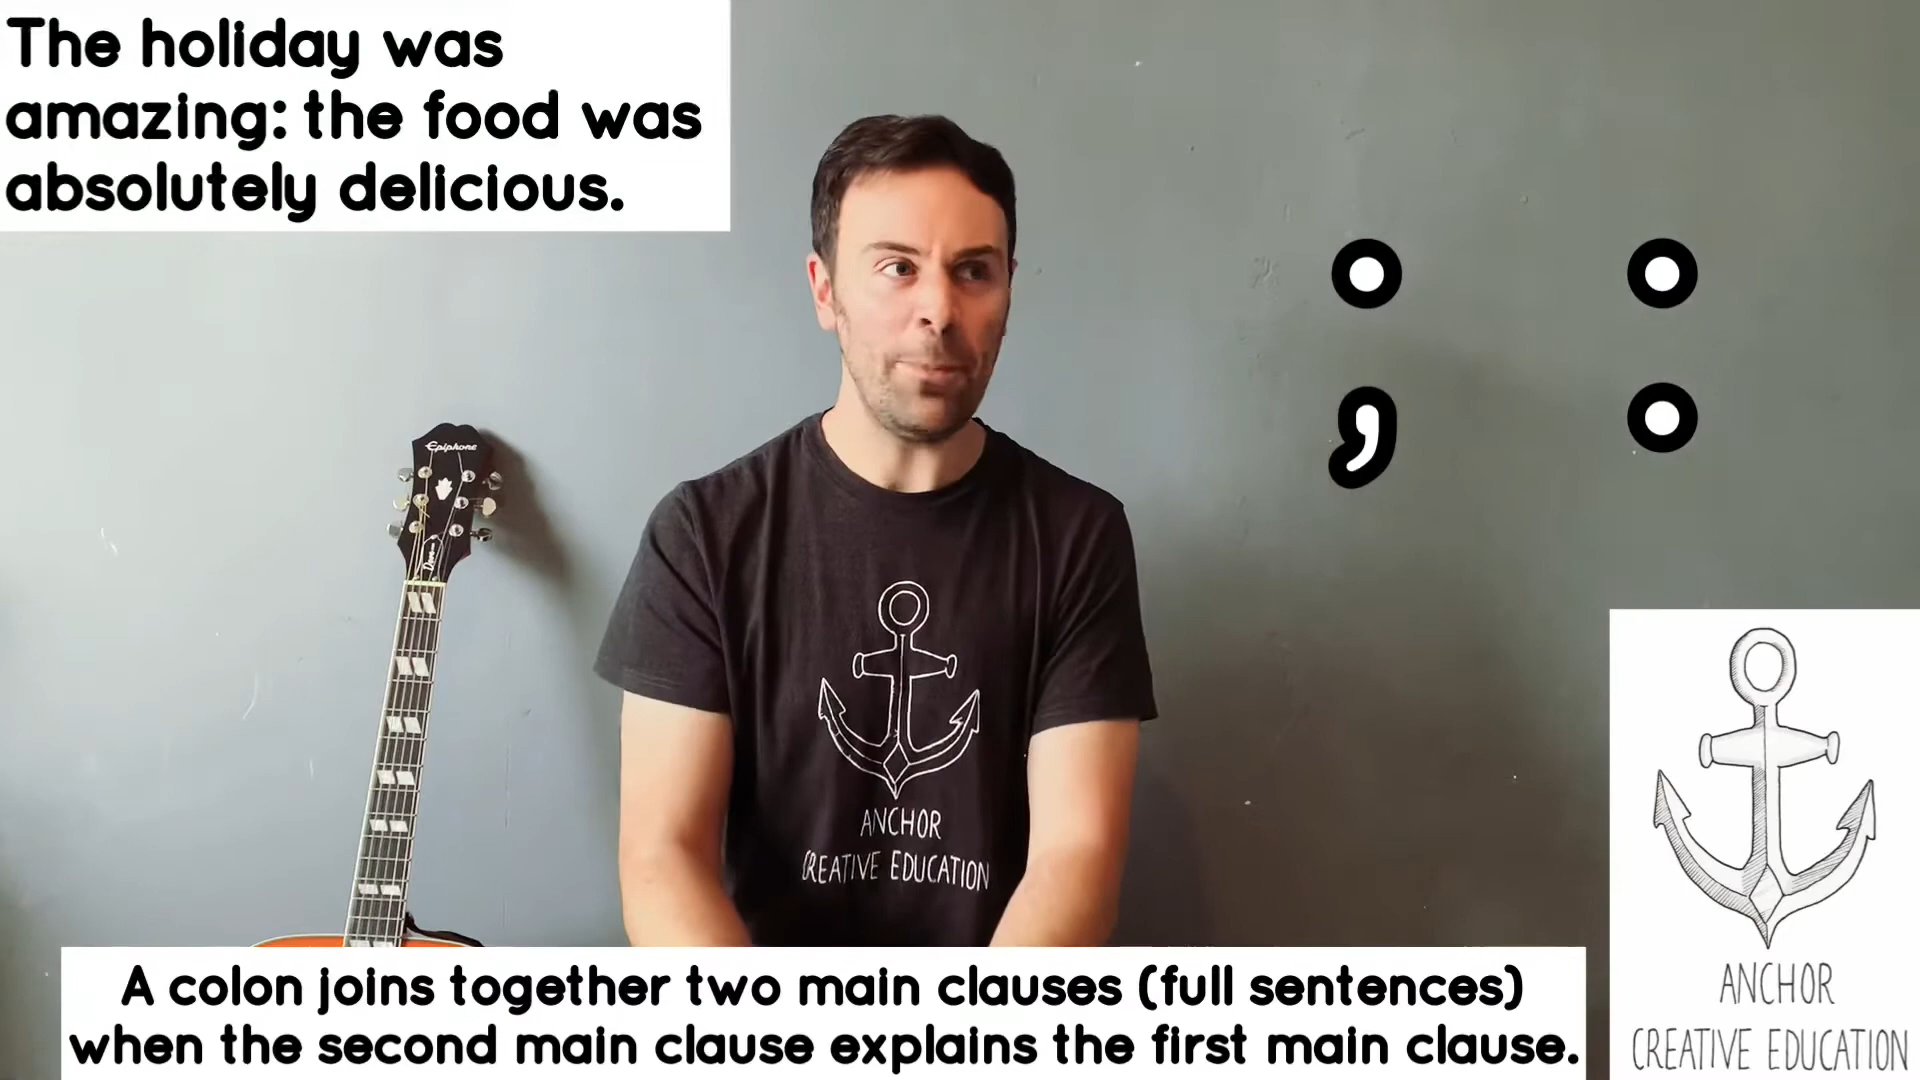 The holiday was
amazing: the food was
absolutely delicious.
; :
Epiphone
Dove
ANCHOR
CREATIVE EDUCATION
A colon joins together two main clauses (full sentences)
when the second main clause explains the first main clause.
ANCHOR
CREATIVE EDUCATION